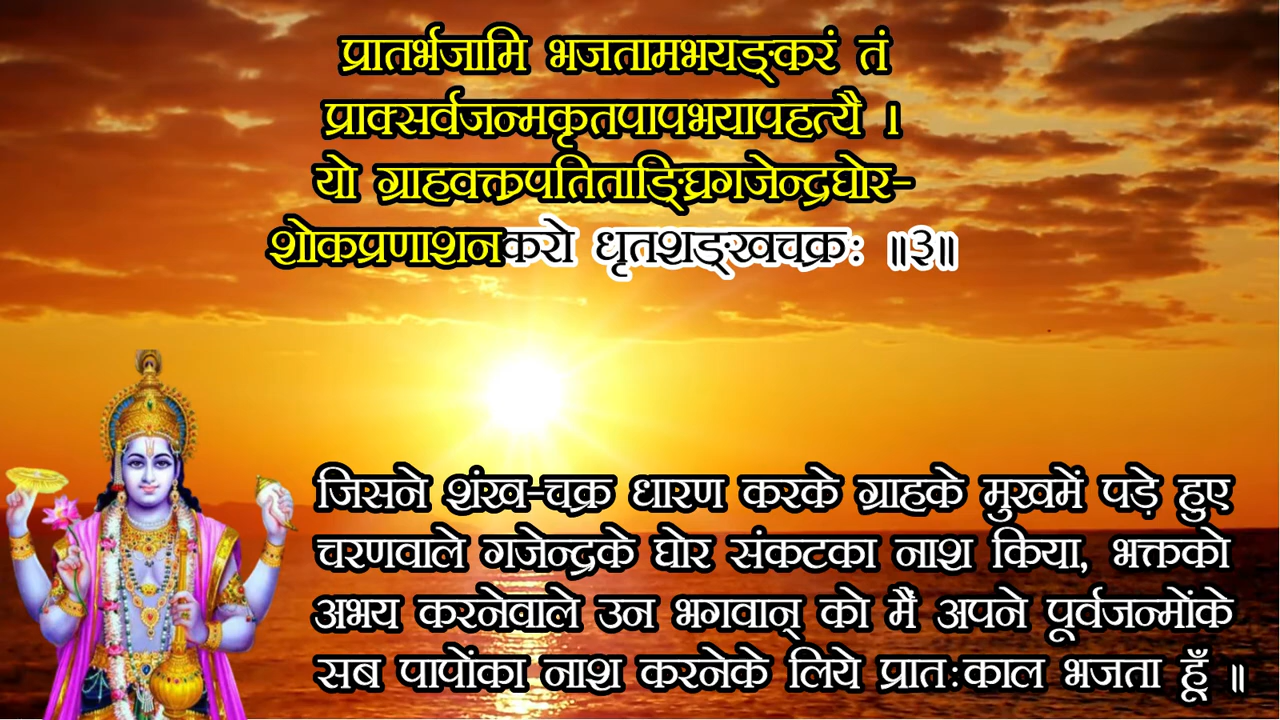 प्रातर्भजामि भजतामभयङ्करं तं
प्राक्सर्वजन्मकृतपापभयापहत्यै ।
यो ग्राहवक्त्रपतिताङ्घ्रिगजेन्द्रघोर-
शोकप्रणाशनकरो धृतशङ्खचक्रः ॥३॥
जिसने शंख-चक्र धारण करके ग्राहके मुखमें पड़े हुए
चरणवाले गजेन्द्रके घोर संकटका नाश किया, भक्तको
अभय करनेवाले उन भगवान् को मैं अपने पूर्वजन्मोंके
सब पापोंका नाश करनेके लिये प्रातःकाल भजता हूँ ॥